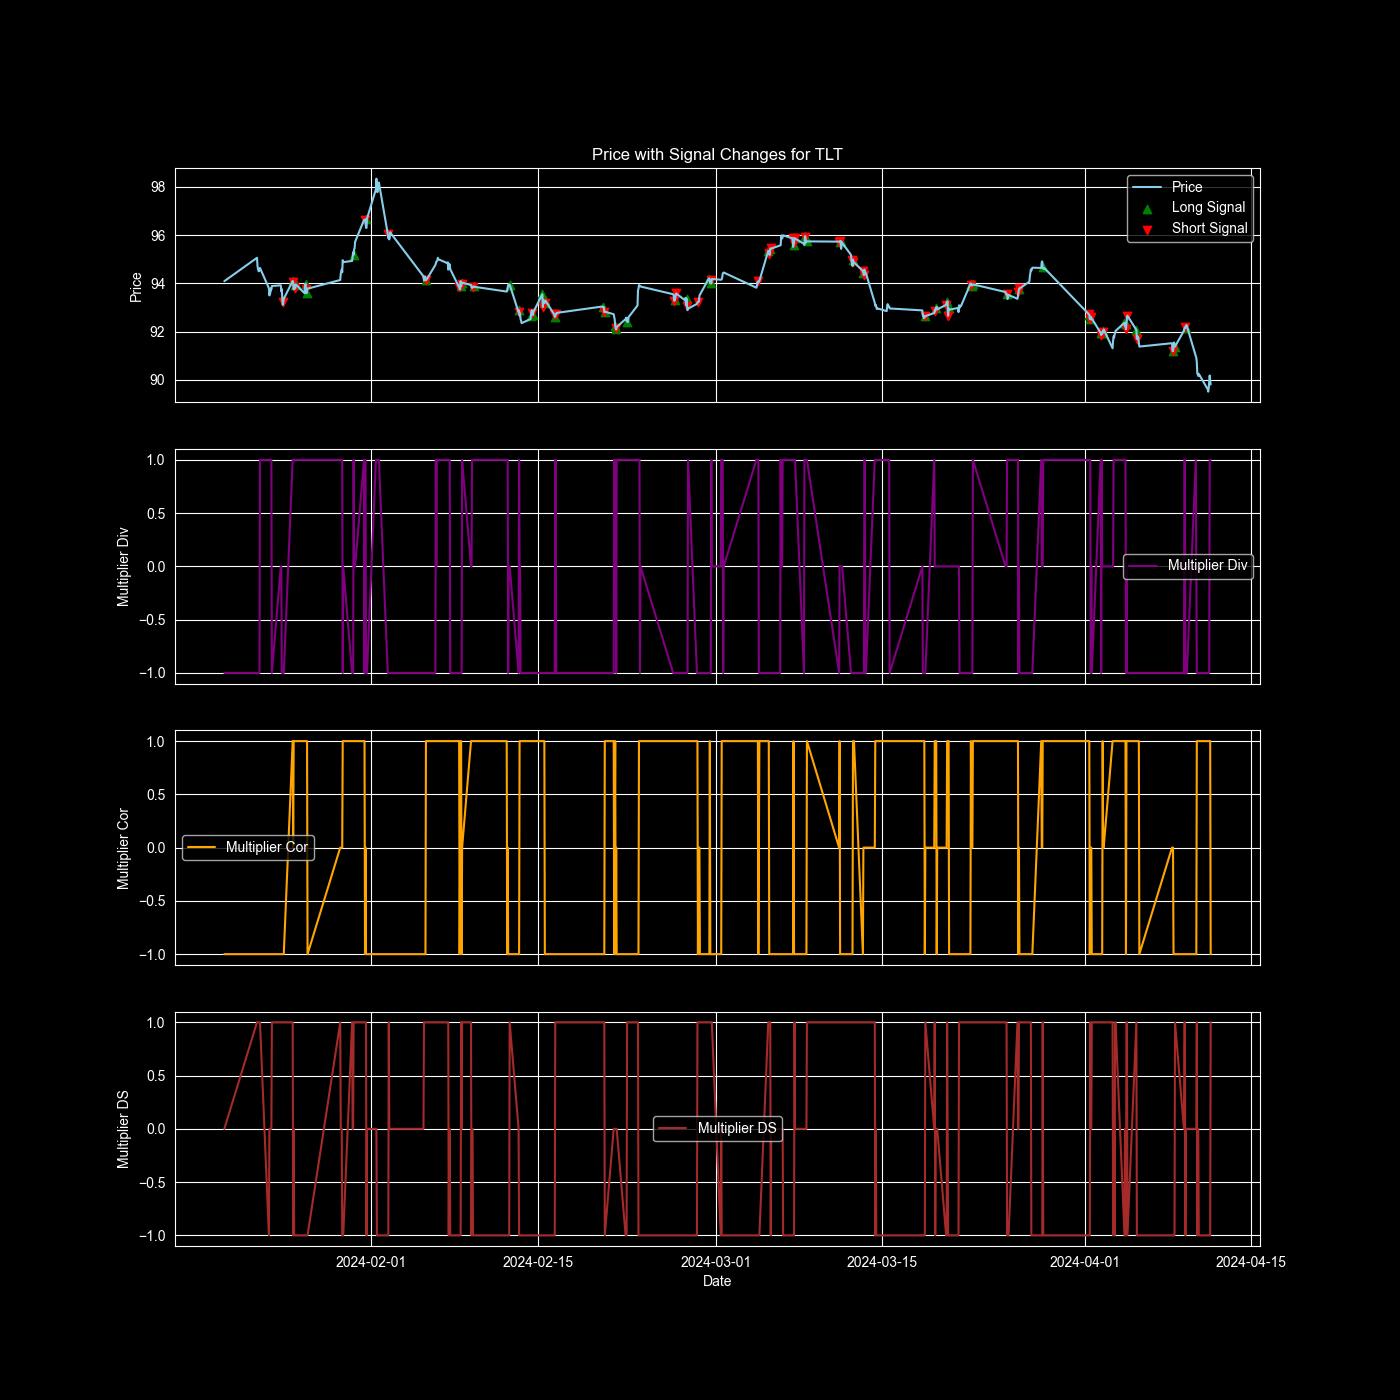 Price with Signal Changes for TLT
98
96
94
92
90
Price
Price
Long Signal
Short Signal
1.0
0.5
0.0
−0.5
−1.0
Multiplier Div
Multiplier Div
1.0
0.5
0.0
−0.5
−1.0
Multiplier Cor
Multiplier Cor
1.0
0.5
0.0
−0.5
−1.0
Multiplier DS
Multiplier DS
2024-02-01
2024-02-15
2024-03-01
2024-03-15
2024-04-01
2024-04-15
Date